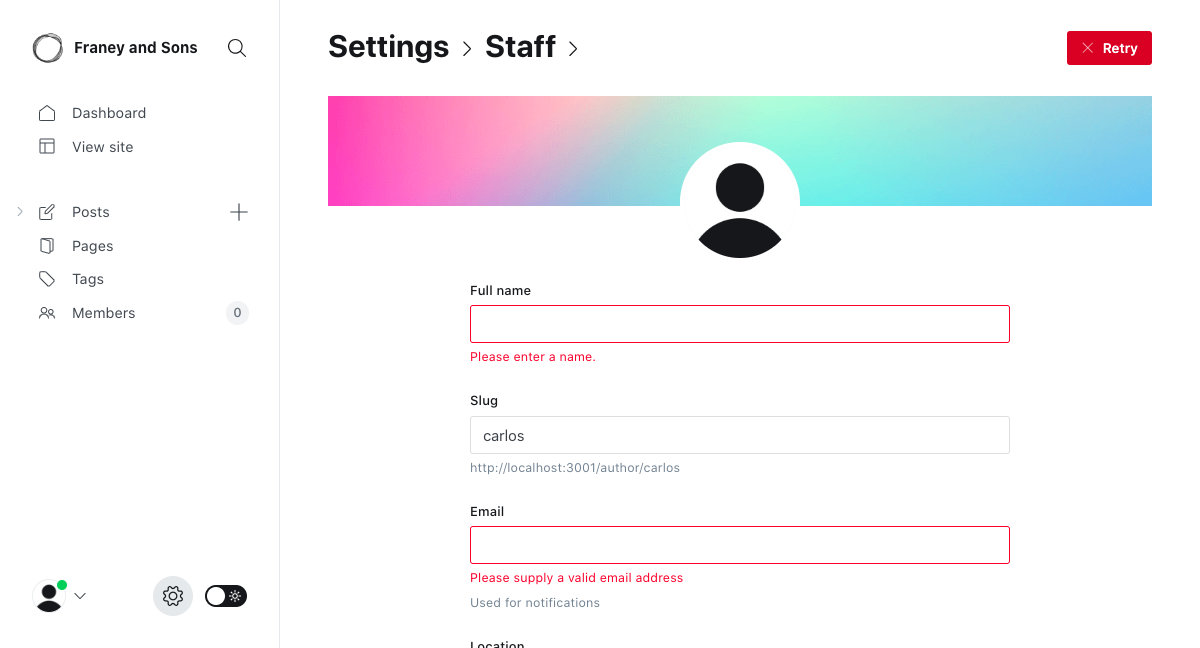 Franey and Sons
Settings
Staff
Retry
Dashboard
View site
Posts
Pages
Tags
Members
0
Full name
Please enter a name.
Slug
carlos
http://localhost:3001/author/carlos
Email
Please supply a valid email address
Used for notifications
Location